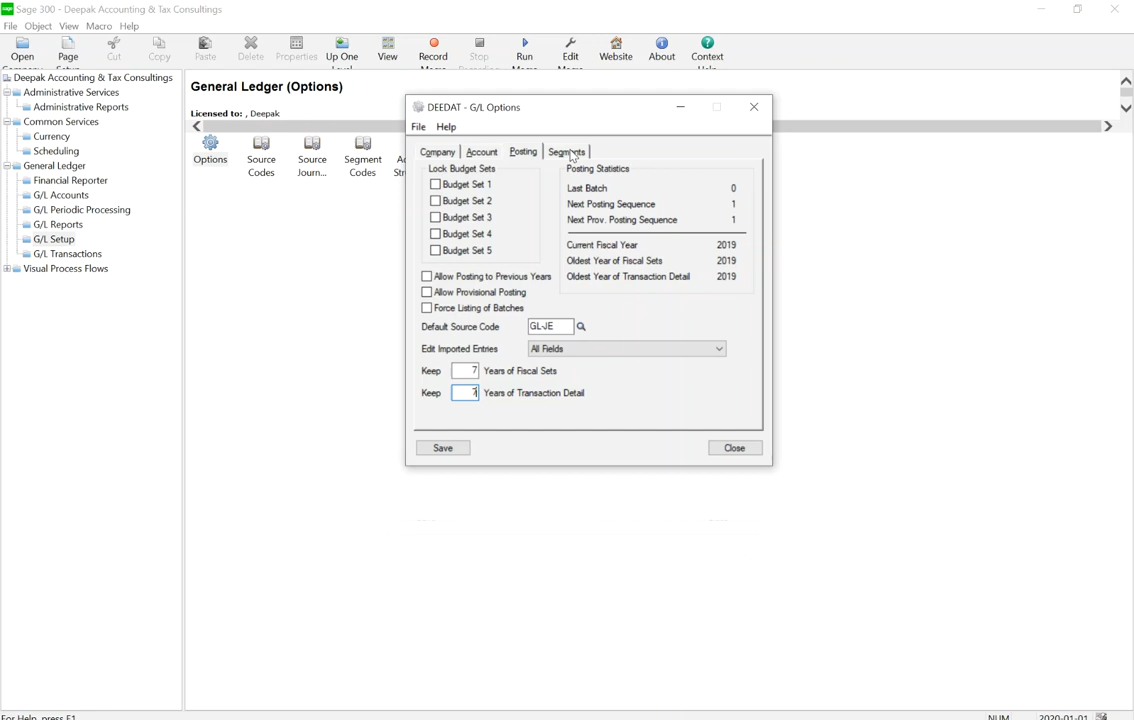 Sage 300 - Deepak Accounting & Tax Consultings
File Object View Macro Help
Open Page Cut Copy Paste Delete Properties Up One View Record Stop Run Edit Website About Context
Deepak Accounting & Tax Consultings
Administrative Services
Administrative Reports
Common Services
Currency
Scheduling
General Ledger
Financial Reporter
G/L Accounts
G/L Periodic Processing
G/L Reports
G/L Setup
G/L Transactions
Visual Process Flows
General Ledger (Options)
Licensed to: , Deepak
Options
Source Codes
Source Journ...
Segment Codes
DEEDAT - G/L Options
File Help
Company Account Posting Segments
Lock Budget Sets
Budget Set 1
Budget Set 2
Budget Set 3
Budget Set 4
Budget Set 5
Posting Statistics
Last Batch 0
Next Posting Sequence 1
Next Prov. Posting Sequence 1
Current Fiscal Year 2019
Oldest Year of Fiscal Sets 2019
Oldest Year of Transaction Detail 2019
Allow Posting to Previous Years
Allow Provisional Posting
Force Listing of Batches
Default Source Code GL-JE
Edit Imported Entries All Fields
Keep 7 Years of Fiscal Sets
Keep 7 Years of Transaction Detail
Save Close
For Help, press F1
NUM 2020-01-01